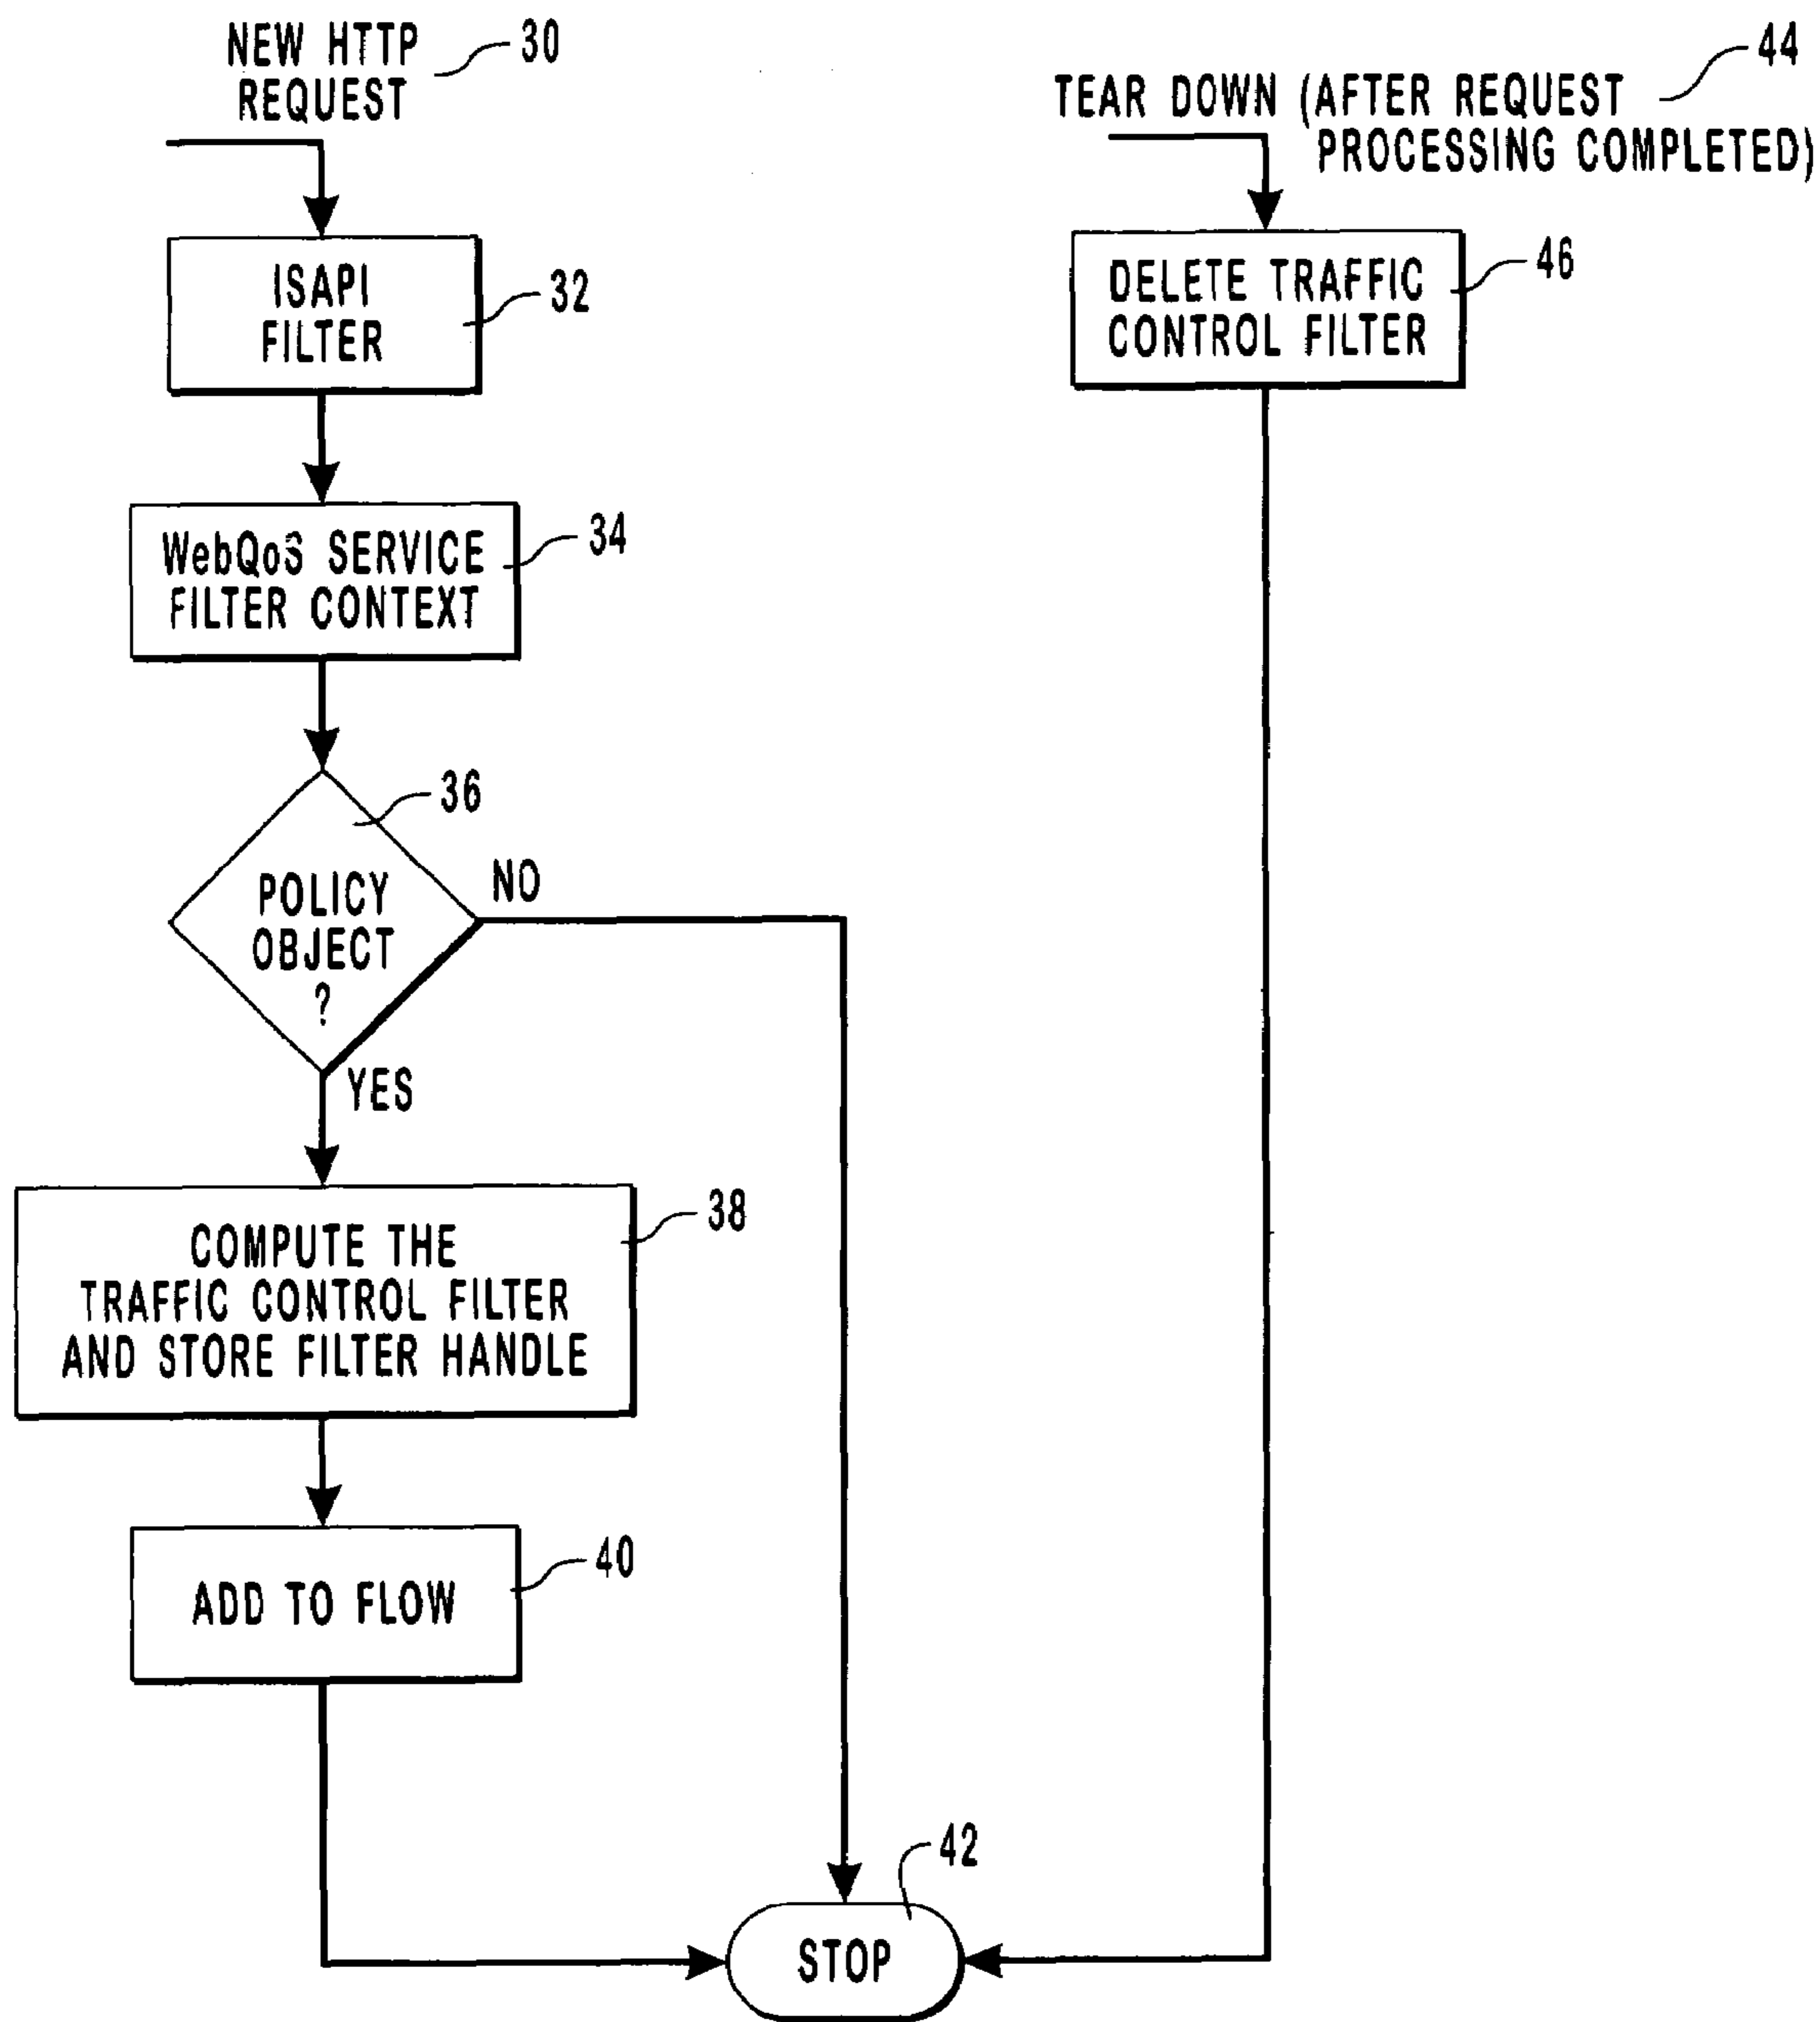 NEW HTTP
REQUEST
30
ISAPI
FILTER
32
WebQoS SERVICE
FILTER CONTEXT
34
36
POLICY
OBJECT
?
NO
YES
COMPUTE THE
TRAFFIC CONTROL FILTER
AND STORE FILTER HANDLE
38
ADD TO FLOW
40
42
STOP
44
TEAR DOWN (AFTER REQUEST
PROCESSING COMPLETED)
DELETE TRAFFIC
CONTROL FILTER
46